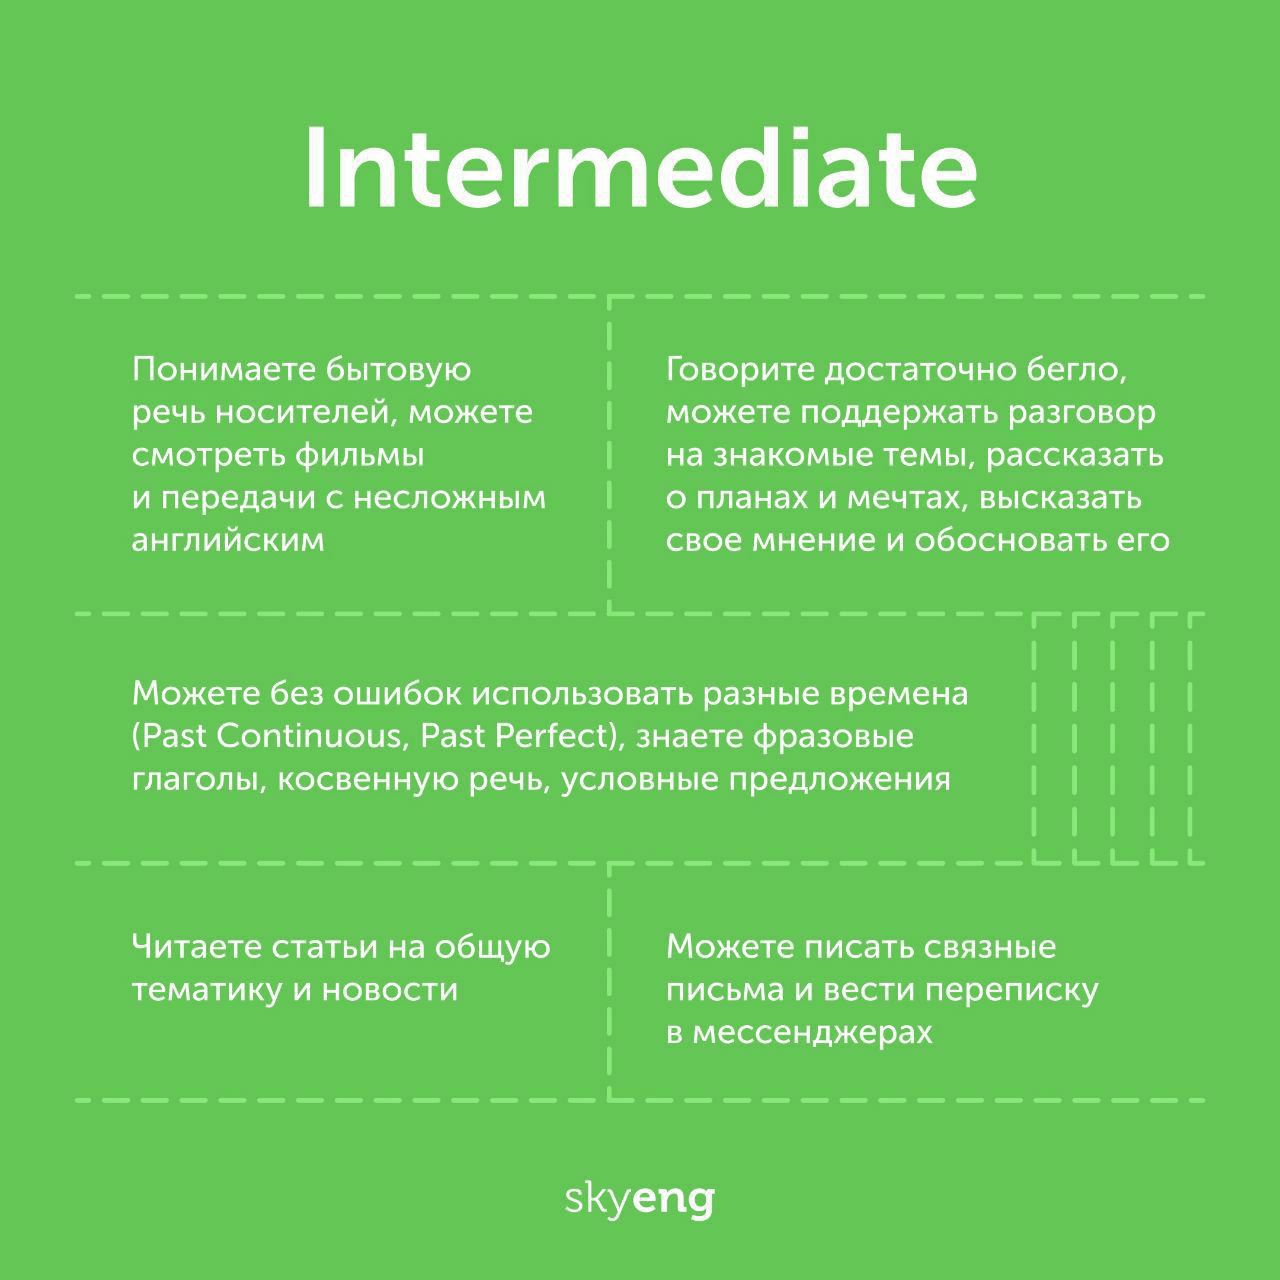 Intermediate
Понимаете бытовую
речь носителей, можете
смотреть фильмы
и передачи с несложным
английским
Говорите достаточно бегло,
можете поддержать разговор
на знакомые темы, рассказать
о планах и мечтах, высказать
свое мнение и обосновать его
Можете без ошибок использовать разные времена
(Past Continuous, Past Perfect), знаете фразовые
глаголы, косвенную речь, условные предложения
Читаете статьи на общую
тематику и новости
Можете писать связные
письма и вести переписку
в мессенджерах
skyeng